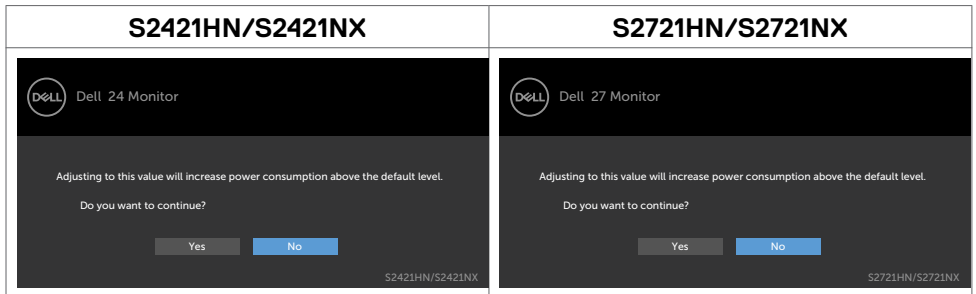 S2421HN/S2421NX
S2721HN/S2721NX
DELL Dell 24 Monitor
Adjusting to this value will increase power consumption above the default level.
Do you want to continue?
Yes No
S2421HN/S2421NX
DELL Dell 27 Monitor
Adjusting to this value will increase power consumption above the default level.
Do you want to continue?
Yes No
S2721HN/S2721NX